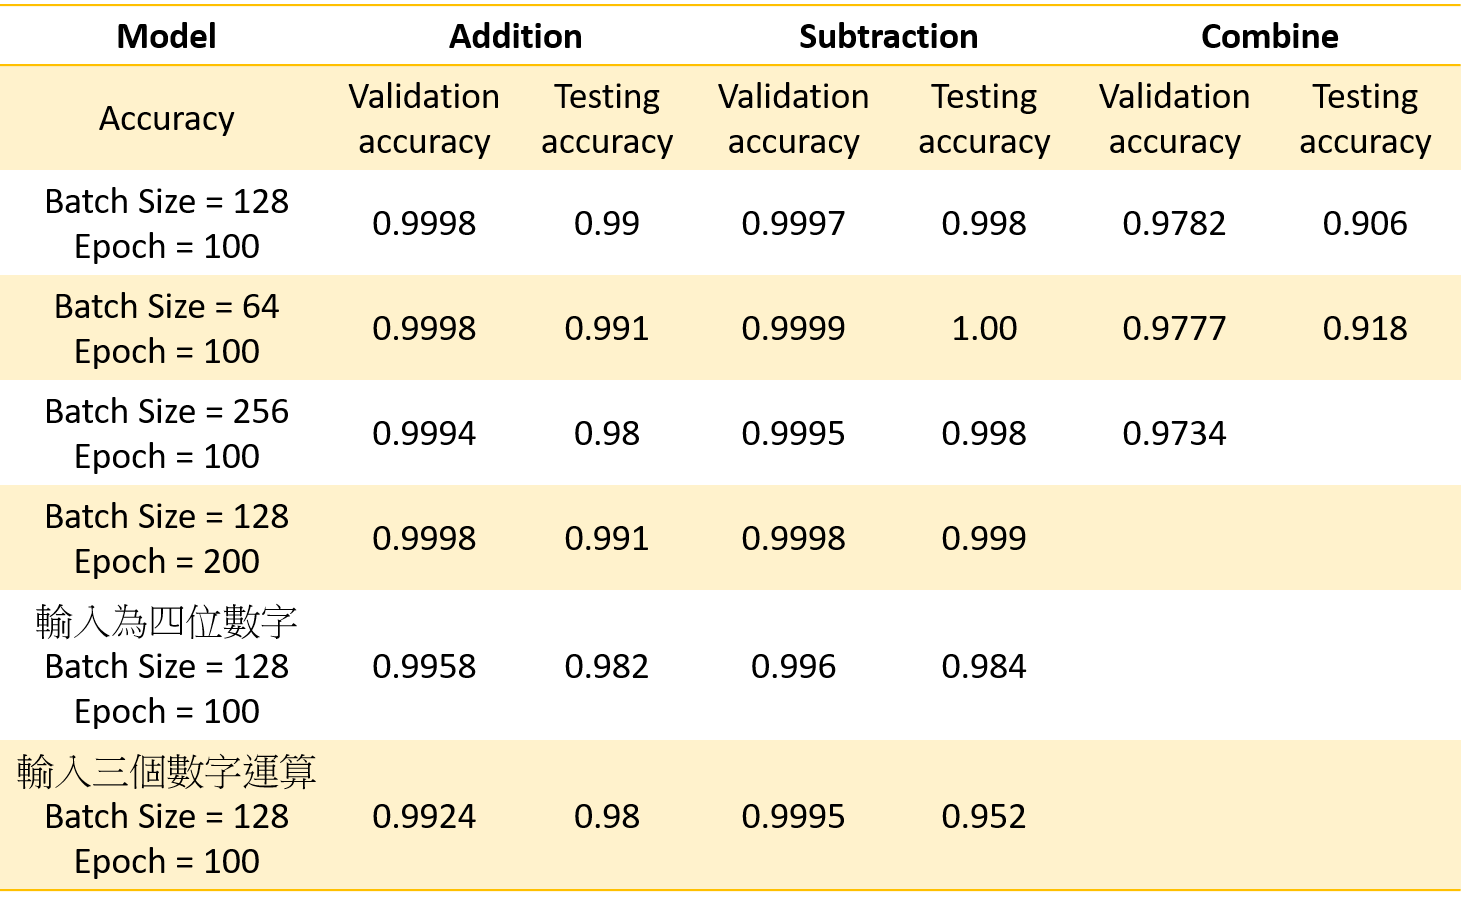 Model Addition Subtraction Combine
Accuracy Validation accuracy Testing accuracy Validation accuracy Testing accuracy Validation accuracy Testing accuracy
Batch Size = 128
Epoch = 100
0.9998 0.99 0.9997 0.998 0.9782 0.906
Batch Size = 64
Epoch = 100
0.9998 0.991 0.9999 1.00 0.9777 0.918
Batch Size = 256
Epoch = 100
0.9994 0.98 0.9995 0.998 0.9734
Batch Size = 128
Epoch = 200
0.9998 0.991 0.9998 0.999
輸入為四位數字
Batch Size = 128
Epoch = 100
0.9958 0.982 0.996 0.984
輸入三個數字運算
Batch Size = 128
Epoch = 100
0.9924 0.98 0.9995 0.952